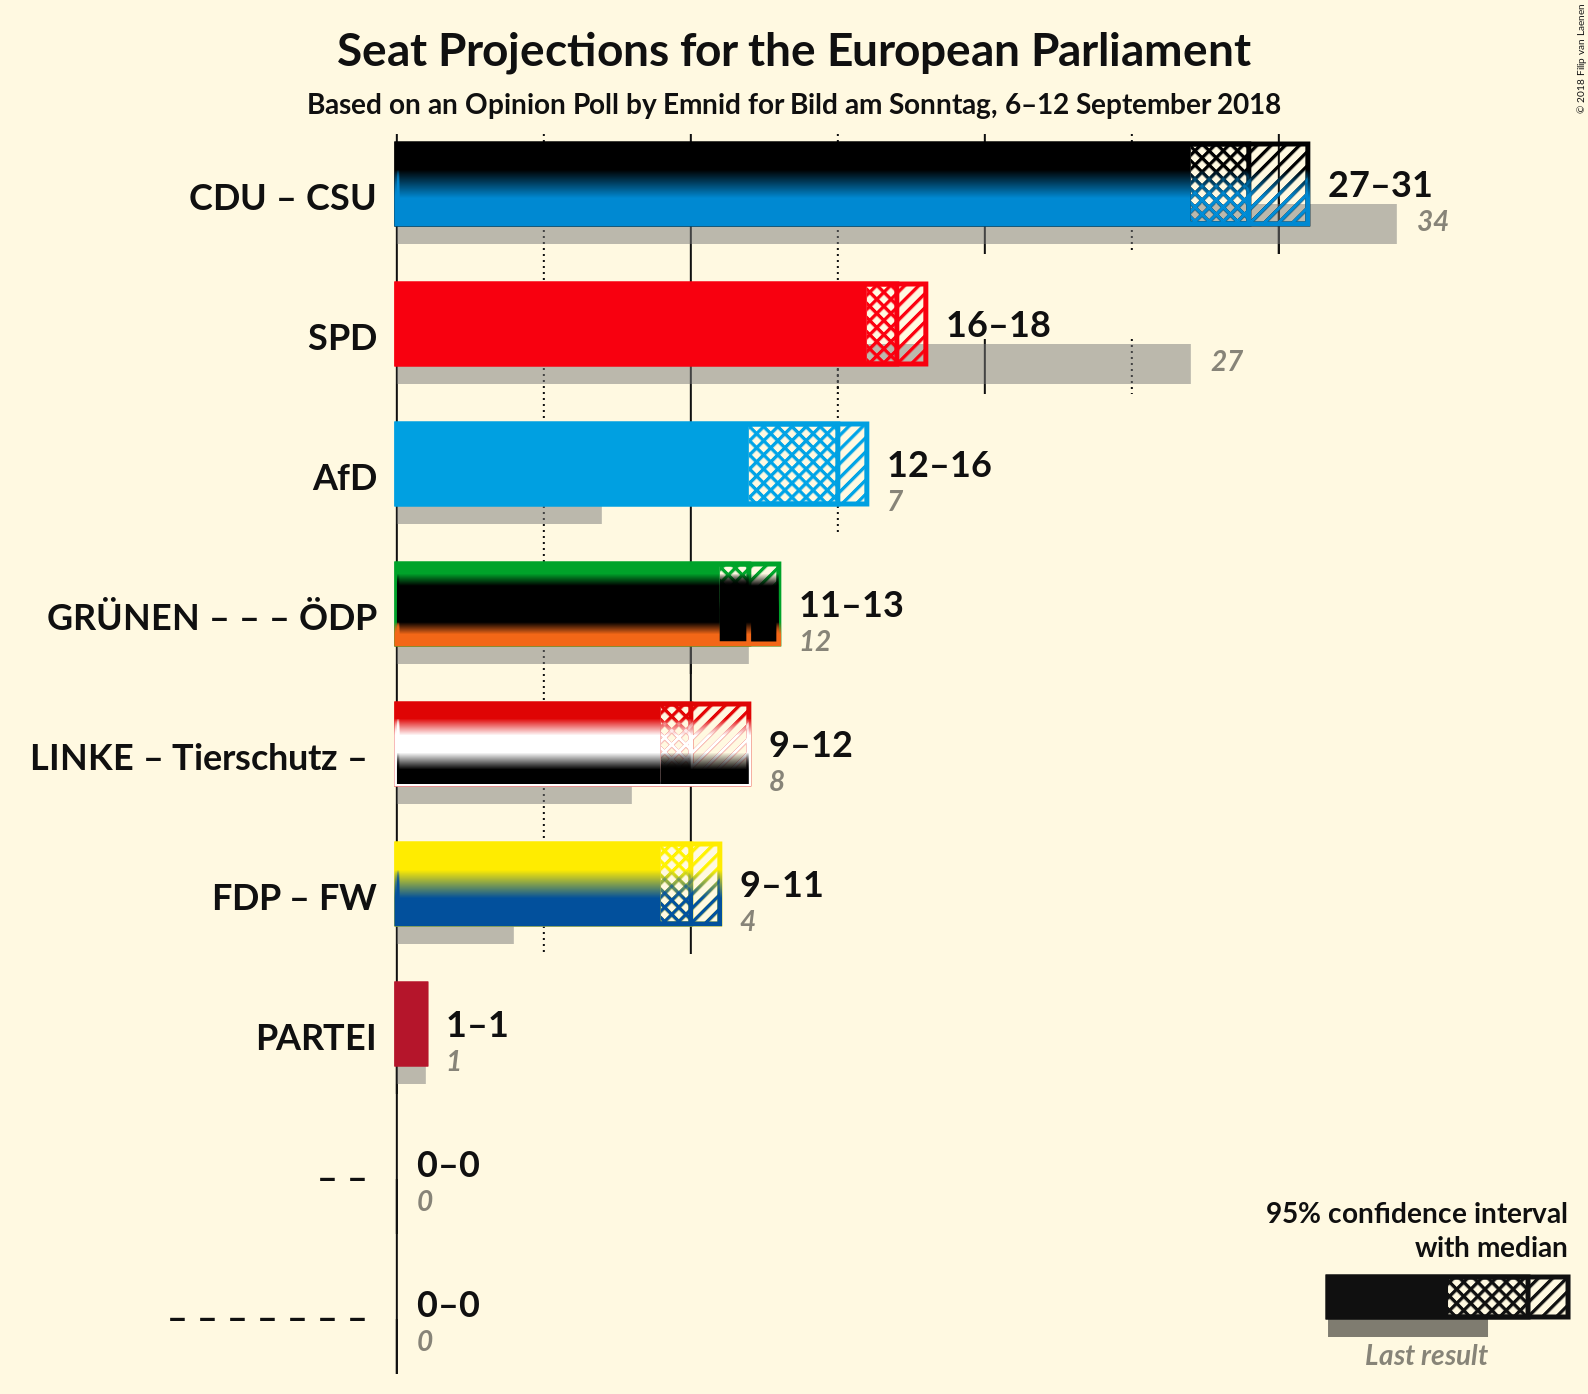 Seat Projections for the European Parliament
Based on an Opinion Poll by Emnid for Bild am Sonntag, 6–12 September 2018
© 2018 Filip van Laenen
CDU – CSU
27–31
34
SPD
16–18
27
AfD
12–16
7
GRÜNEN – – – ÖDP
11–13
12
LINKE – Tierschutz –
9–12
8
FDP – FW
9–11
4
PARTEI
1–1
1
– –
0–0
0
– – – – – – –
0–0
0
95% confidence interval
with median
Last result